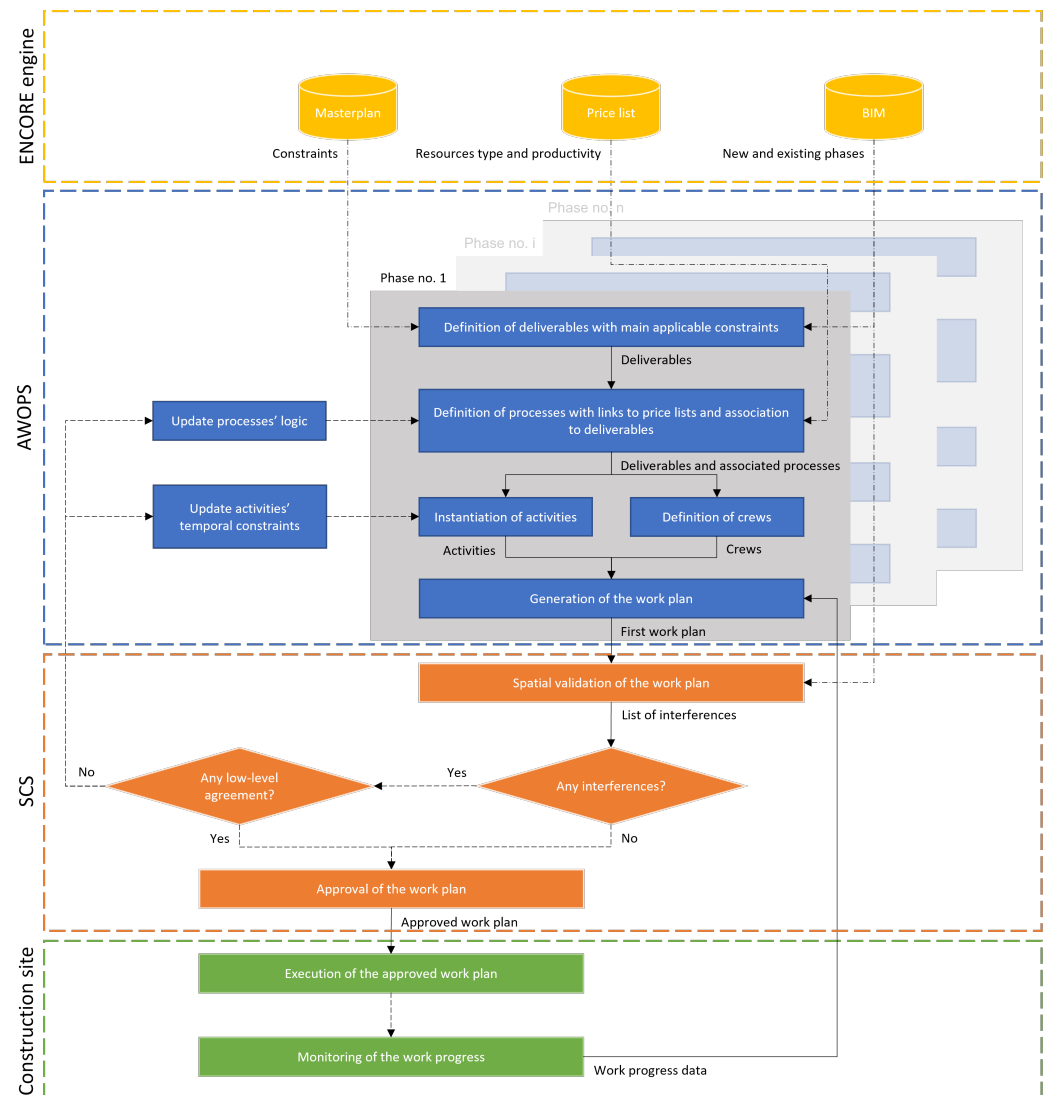 ENCORE engine
Masterplan
Price list
BIM
Constraints
Resources type and productivity
New and existing phases
AWOPS
Phase no. n
Phase no. i
Phase no. 1
Definition of deliverables with main applicable constraints
Deliverables
Update processes’ logic
Definition of processes with links to price lists and association
to deliverables
Deliverables and associated processes
Update activities’
temporal constraints
Instantiation of activities
Definition of crews
Activities
Crews
Generation of the work plan
First work plan
SCS
Spatial validation of the work plan
List of interferences
No
Any low-level
agreement?
Yes
Any interferences?
Yes
No
Approval of the work plan
Approved work plan
Construction site
Execution of the approved work plan
Monitoring of the work progress
Work progress data